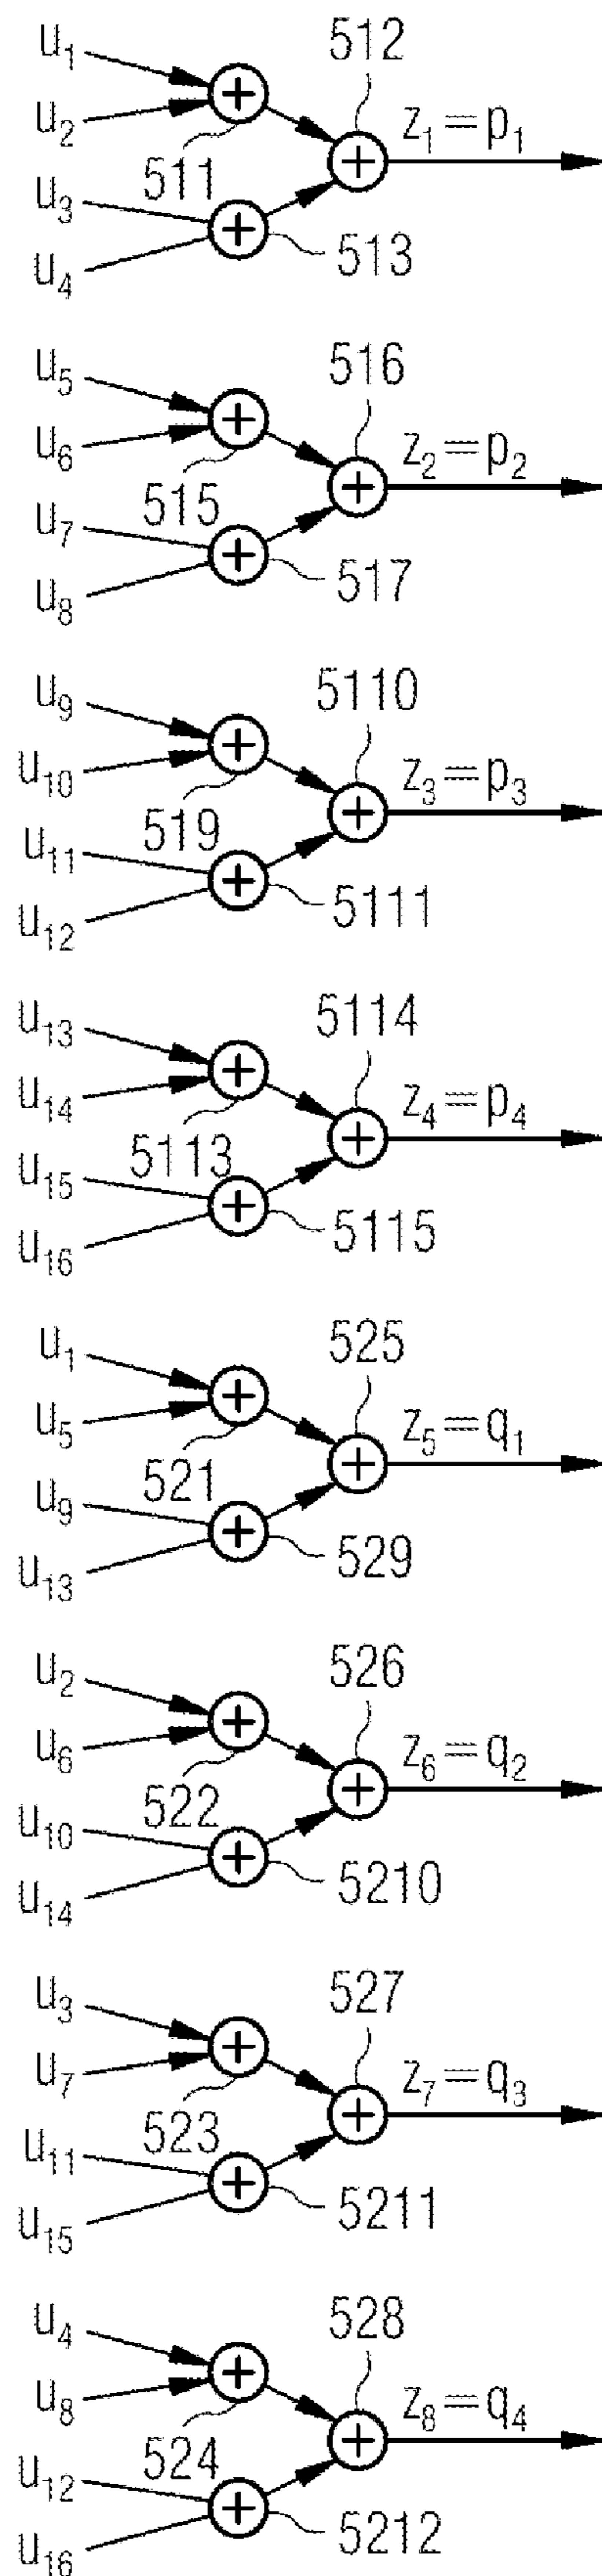 u₁
512
u₂
z₁=p₁
511
u₃
513
u₄
u₅
516
u₆
z₂=p₂
515
u₇
517
u₈
u₉
5110
u₁₀
z₃=p₃
519
u₁₁
5111
u₁₂
u₁₃
5114
u₁₄
z₄=p₄
5113
u₁₅
5115
u₁₆
u₁
525
u₅
z₅=q₁
521
u₉
529
u₁₃
u₂
526
u₆
z₆=q₂
522
u₁₀
5210
u₁₄
u₃
527
u₇
z₇=q₃
523
u₁₁
5211
u₁₅
u₄
528
u₈
z₈=q₄
524
u₁₂
5212
u₁₆